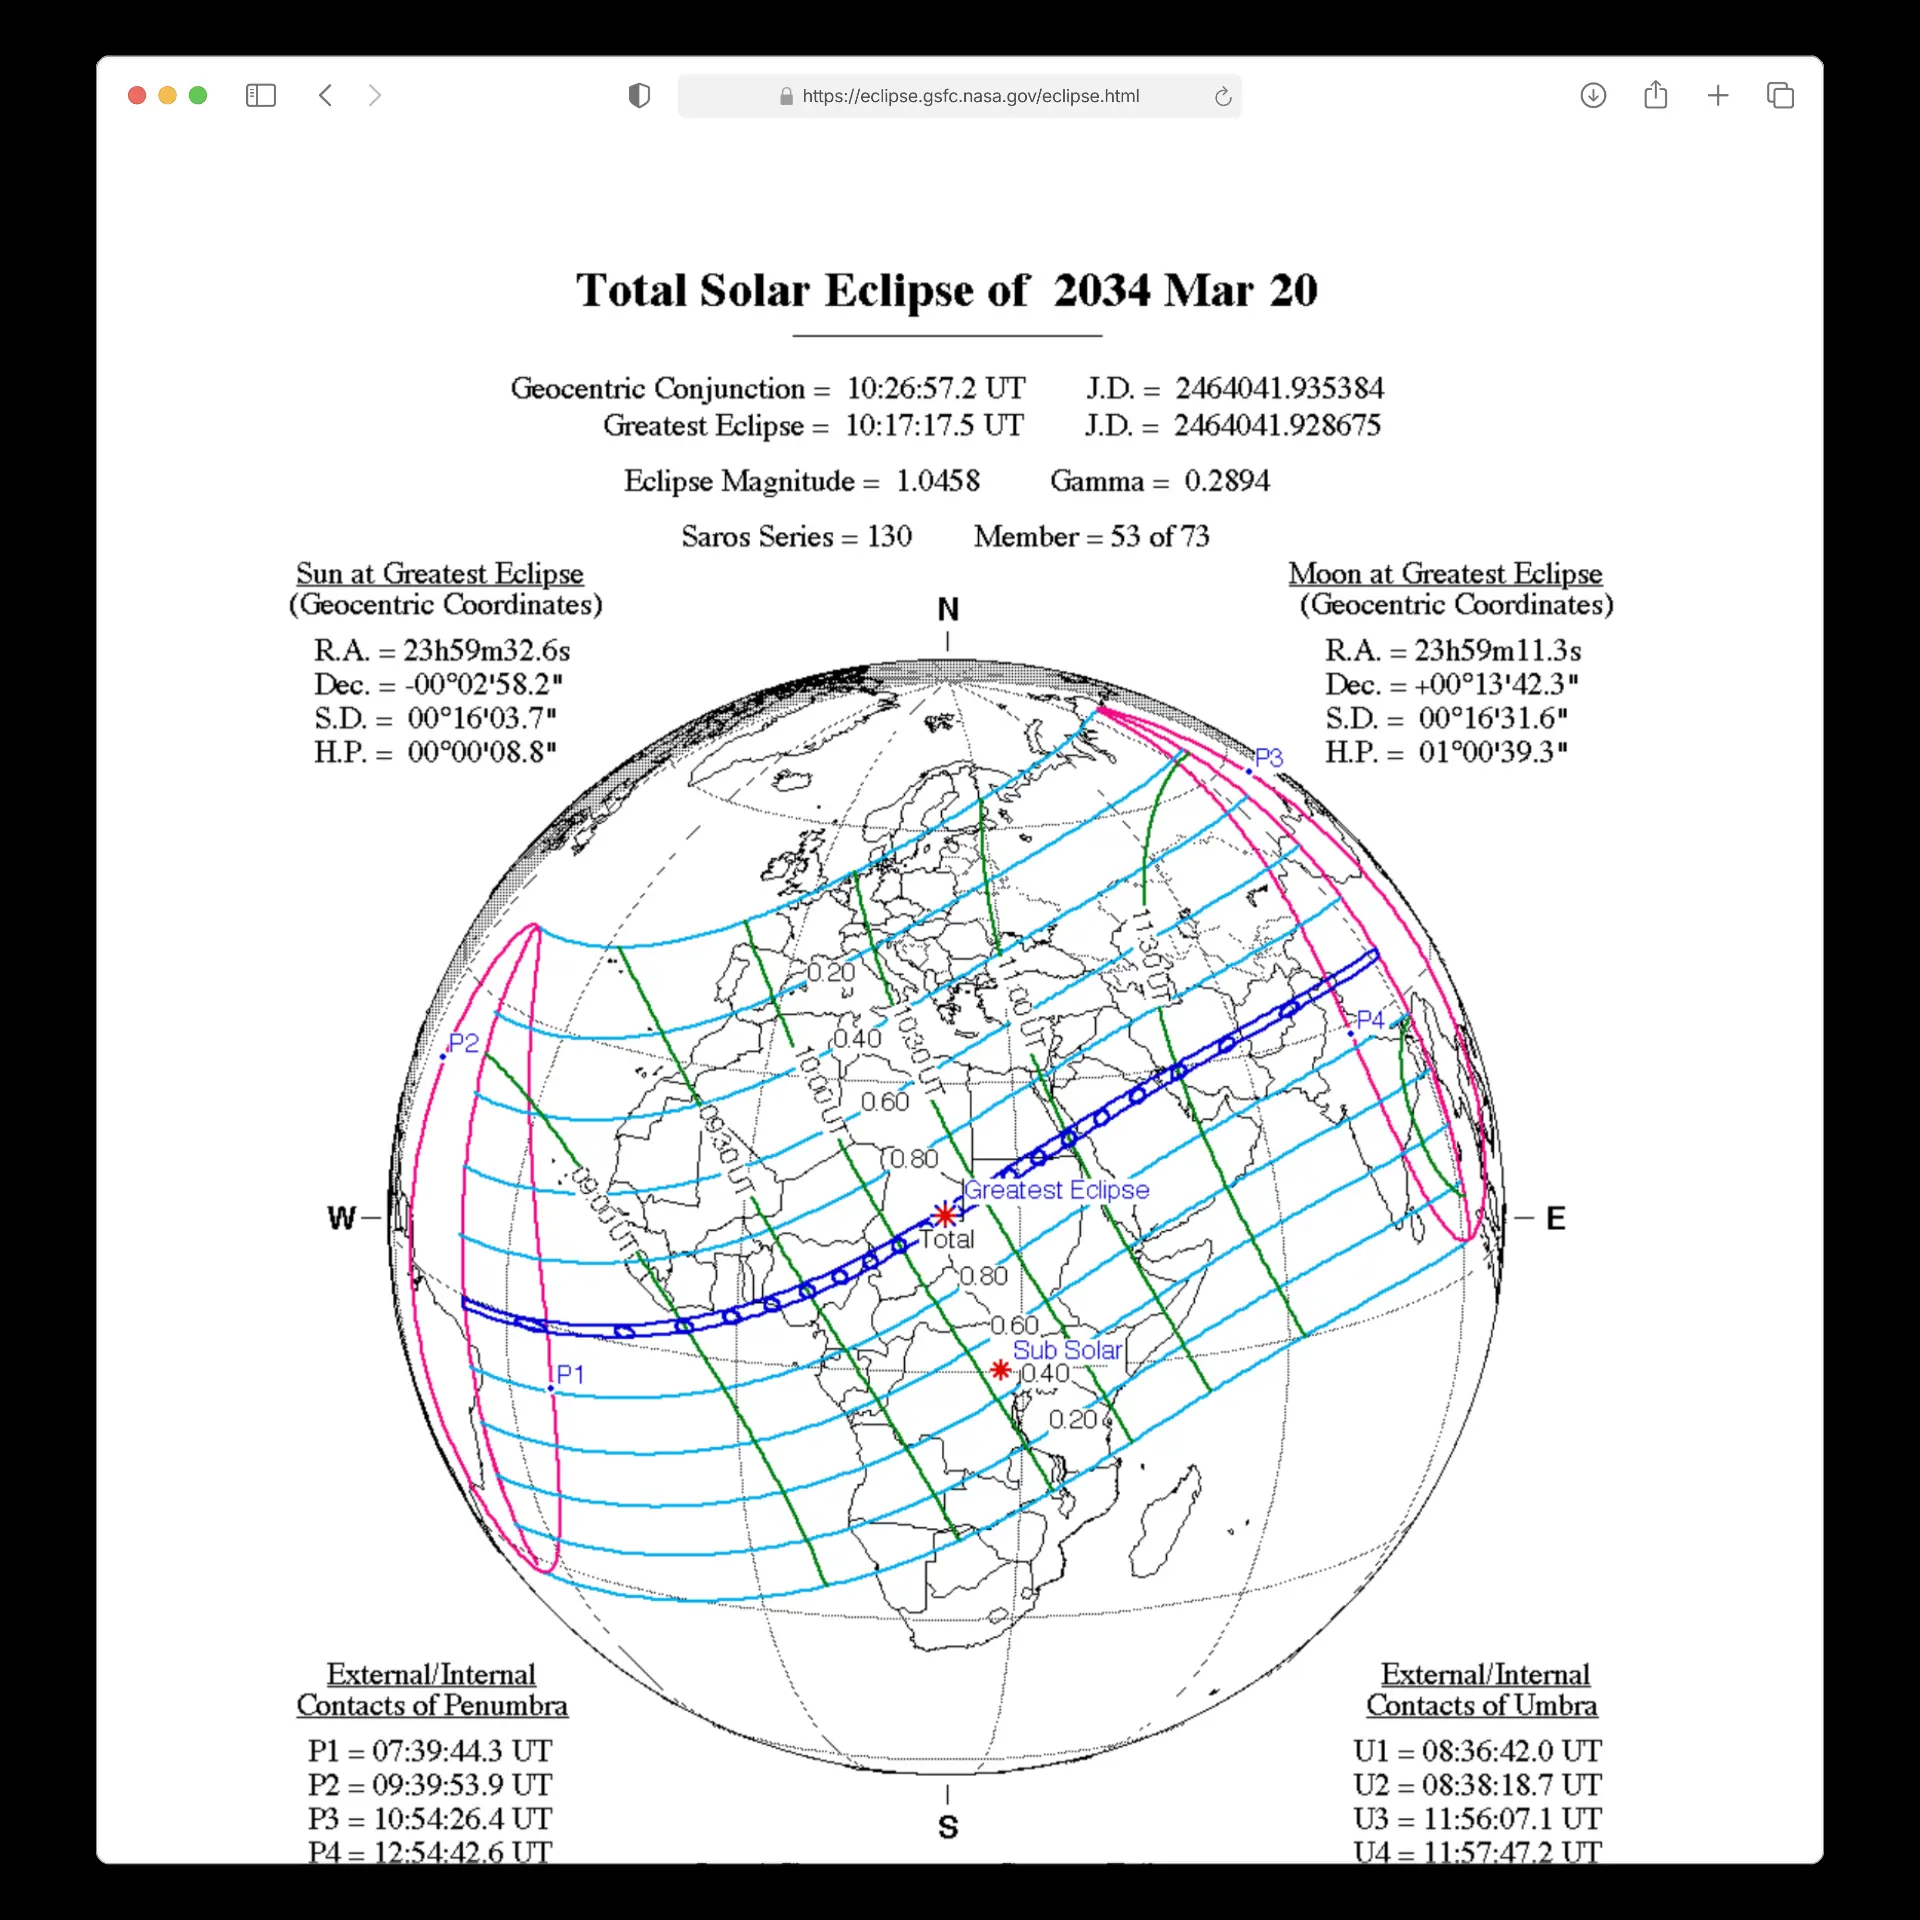 https://eclipse.gsfc.nasa.gov/eclipse.html
Total Solar Eclipse of 2034 Mar 20
Geocentric Conjunction = 10:26:57.2 UT J.D. = 2464041.935384
Greatest Eclipse = 10:17:17.5 UT J.D. = 2464041.928675
Eclipse Magnitude = 1.0458 Gamma = 0.2894
Saros Series = 130 Member = 53 of 73
Sun at Greatest Eclipse
(Geocentric Coordinates)
R.A. = 23h59m32.6s
Dec. = -00°02'58.2"
S.D. = 00°16'03.7"
H.P. = 00°00'08.8"
Moon at Greatest Eclipse
(Geocentric Coordinates)
R.A. = 23h59m11.3s
Dec. = +00°13'42.3"
S.D. = 00°16'31.6"
H.P. = 01°00'39.3"
N
P3
0.20
11:30 UT
11:00 UT
P4
P2
0.40
10:30 UT
10:00 UT
0.60
09:30 UT
0.80
Greatest Eclipse
09:00 UT
W
E
Total
0.80
0.60
Sub Solar
0.40
P1
0.20
S
External/Internal
Contacts of Penumbra
P1 = 07:39:44.3 UT
P2 = 09:39:53.9 UT
P3 = 10:54:26.4 UT
P4 = 12:54:42.6 UT
External/Internal
Contacts of Umbra
U1 = 08:36:42.0 UT
U2 = 08:38:18.7 UT
U3 = 11:56:07.1 UT
U4 = 11:57:47.2 UT